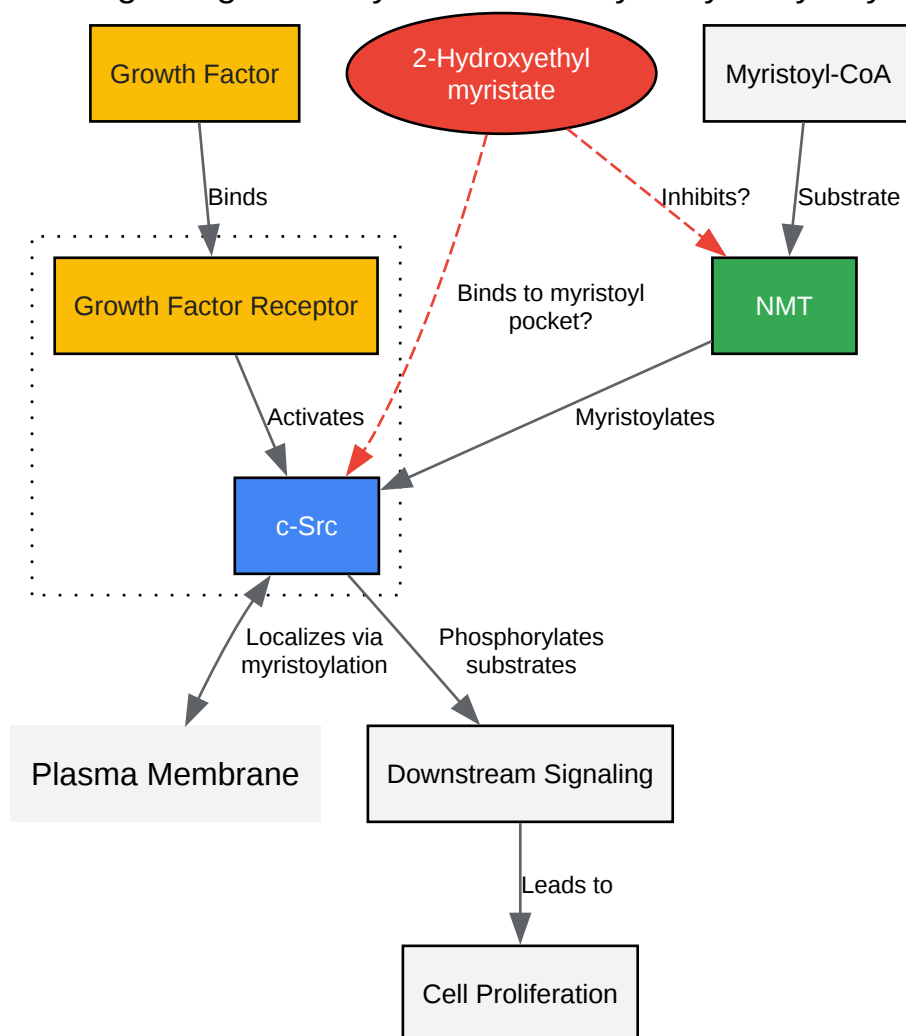 Growth Factor
2-Hydroxyethyl
myristate
Myristoyl-CoA
Binds
Inhibits?
Substrate
Growth Factor Receptor
Binds to myristoyl
pocket?
NMT
Activates
Myristoylates
c-Src
Localizes via
myristoylation
Phosphorylates
substrates
Plasma Membrane
Downstream Signaling
Leads to
Cell Proliferation